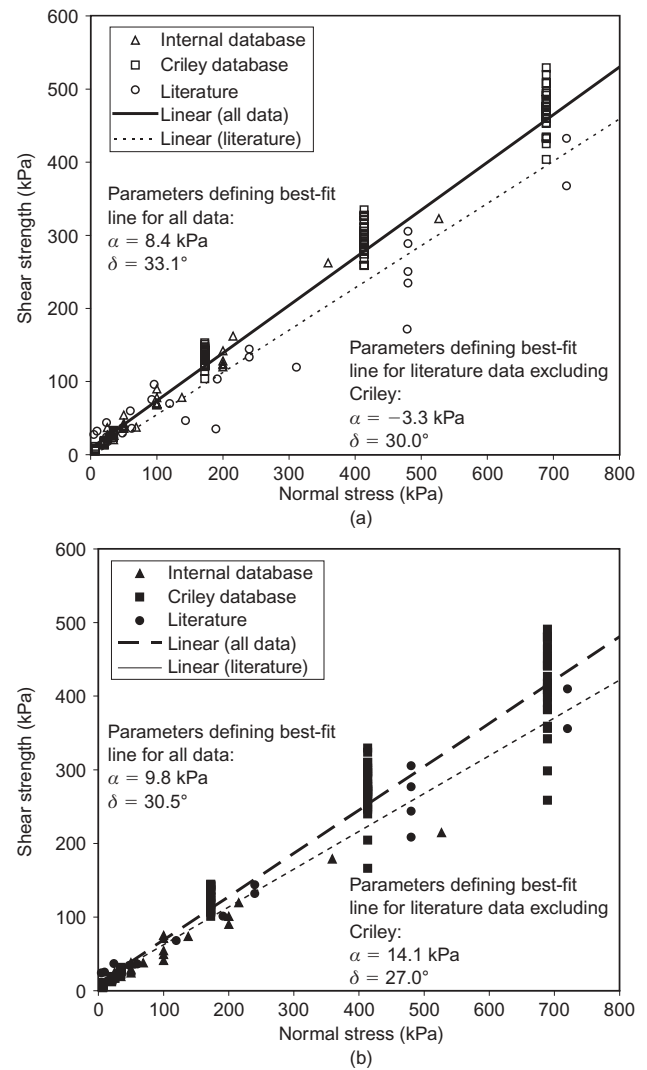 600
500
400
300
200
100
0
Shear strength (kPa)
Internal database
Criley database
Literature
Linear (all data)
Linear (literature)
Parameters defining best-fit
line for all data:
α = 8.4 kPa
δ = 33.1°
Parameters defining best-fit
line for literature data excluding
Criley:
α = −3.3 kPa
δ = 30.0°
0 100 200 300 400 500 600 700 800
Normal stress (kPa)
(a)
600
500
400
300
200
100
0
Shear strength (kPa)
Internal database
Criley database
Literature
Linear (all data)
Linear (literature)
Parameters defining best-fit
line for all data:
α = 9.8 kPa
δ = 30.5°
Parameters defining best-fit
line for literature data excluding
Criley:
α = 14.1 kPa
δ = 27.0°
0 100 200 300 400 500 600 700 800
Normal stress (kPa)
(b)